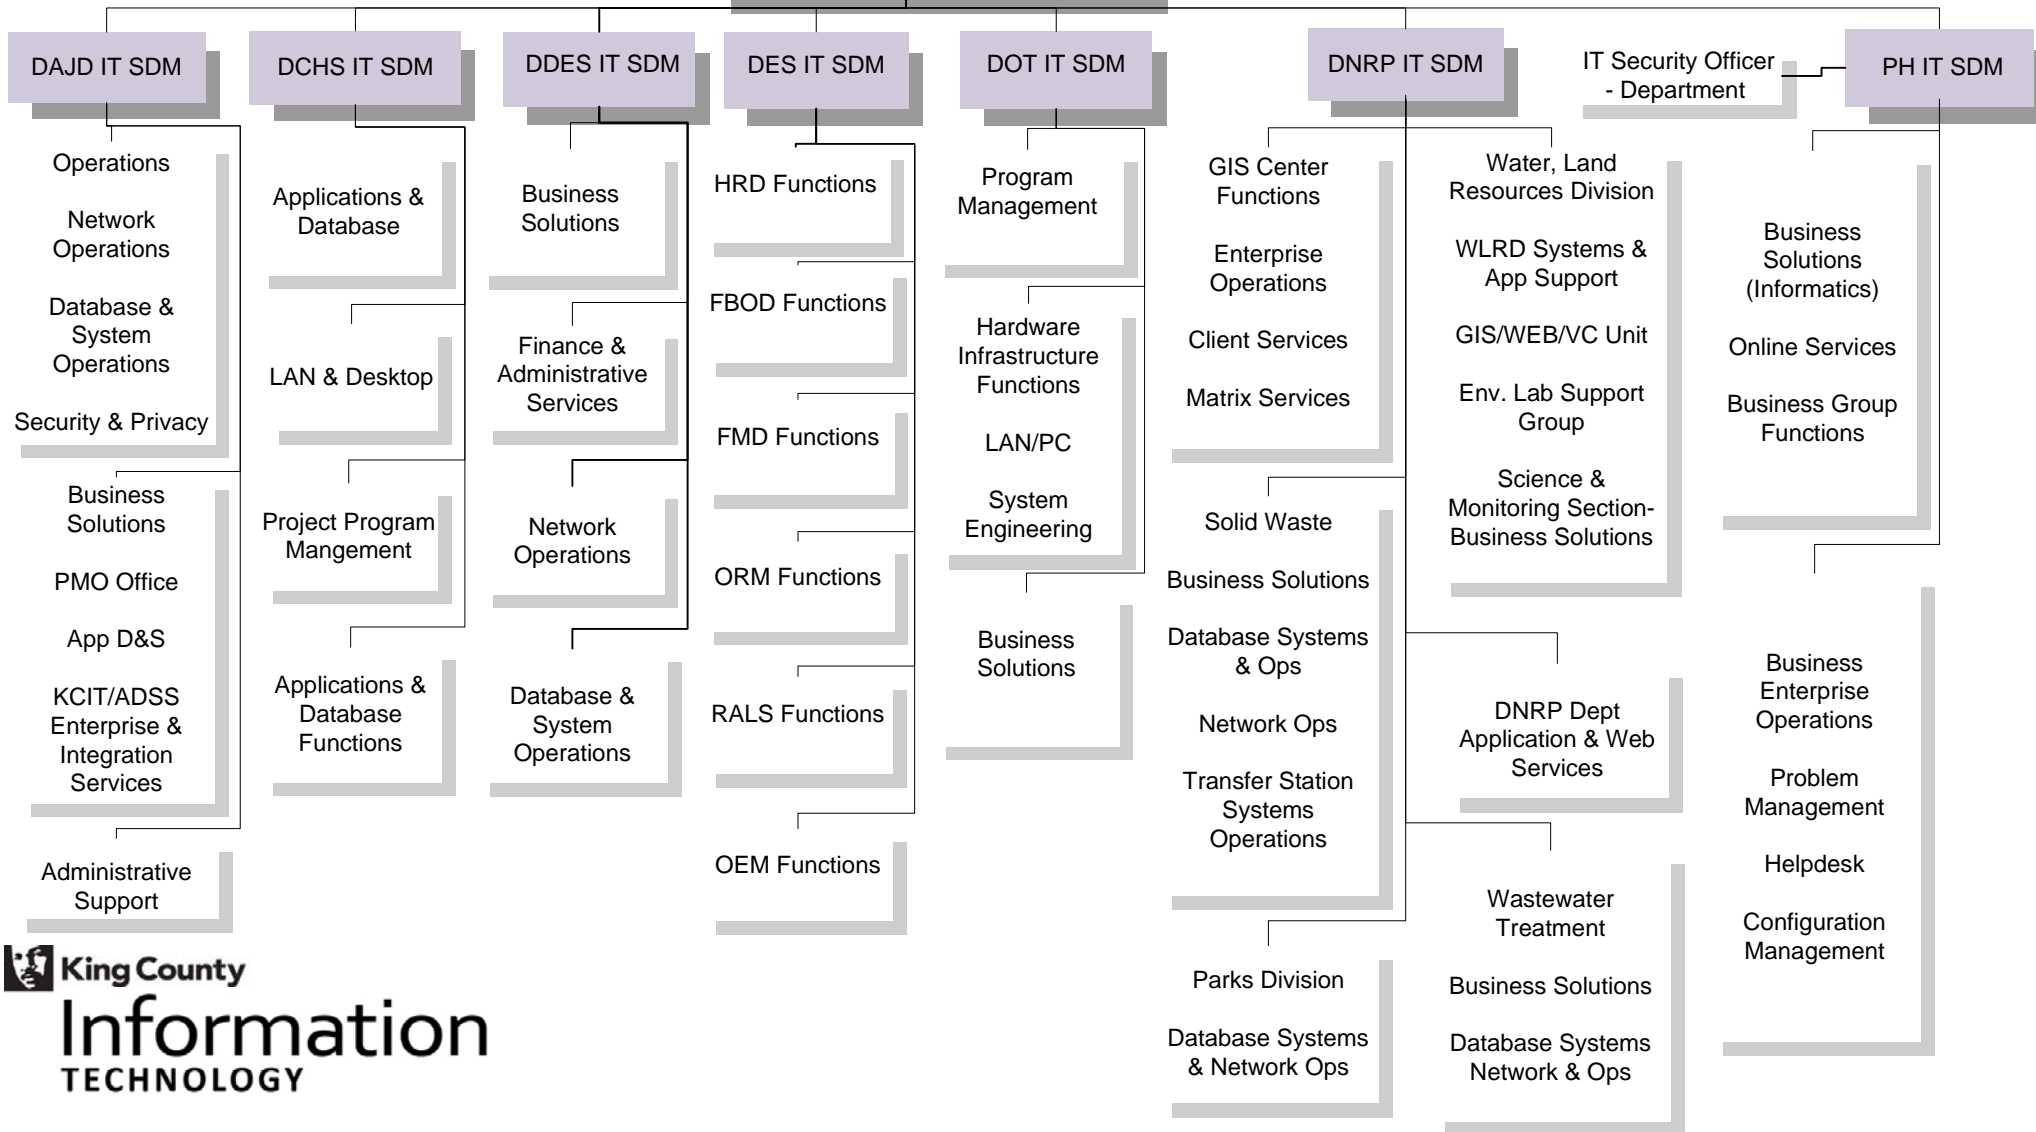 DAJD IT SDM
DCHS IT SDM
DDES IT SDM
DES IT SDM
DOT IT SDM
DNRP IT SDM
IT Security Officer
- Department
PH IT SDM
Operations
Network
Operations
Database &
System
Operations
Security & Privacy
Business
Solutions
PMO Office
App D&S
KCIT/ADSS
Enterprise &
Integration
Services
Administrative
Support
Applications &
Database
LAN & Desktop
Project Program
Mangement
Applications &
Database
Functions
Business
Solutions
Finance &
Administrative
Services
Network
Operations
Database &
System
Operations
HRD Functions
FBOD Functions
FMD Functions
ORM Functions
RALS Functions
OEM Functions
Program
Management
Hardware
Infrastructure
Functions
LAN/PC
System
Engineering
Business
Solutions
GIS Center
Functions
Enterprise
Operations
Client Services
Matrix Services
Solid Waste
Business Solutions
Database Systems
& Ops
Network Ops
Transfer Station
Systems
Operations
Parks Division
Database Systems
& Network Ops
Water, Land
Resources Division
WLRD Systems &
App Support
GIS/WEB/VC Unit
Env. Lab Support
Group
Science &
Monitoring Section-
Business Solutions
DNRP Dept
Application & Web
Services
Wastewater
Treatment
Business Solutions
Database Systems
Network & Ops
Business
Solutions
(Informatics)
Online Services
Business Group
Functions
Business
Enterprise
Operations
Problem
Management
Helpdesk
Configuration
Management
King County
Information
TECHNOLOGY